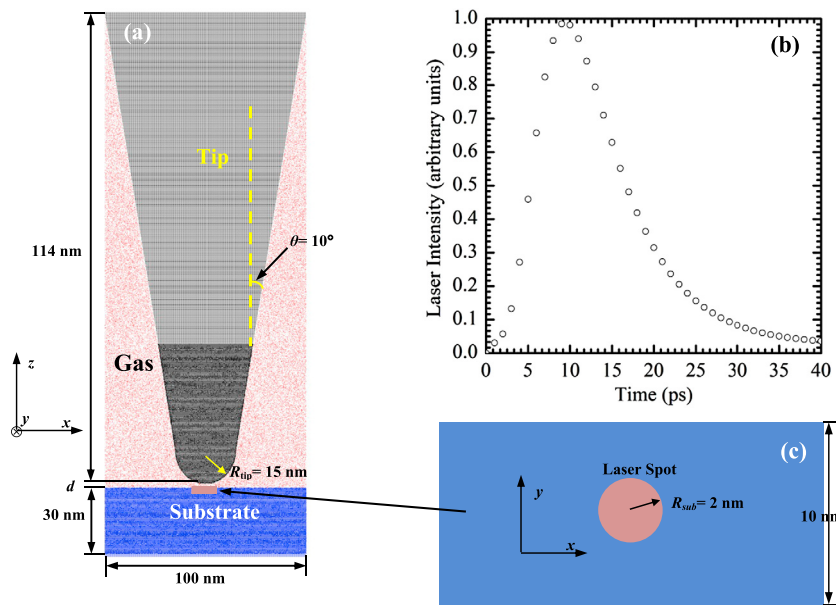 (a)
Tip
θ= 10°
114 nm
Gas
z
y
x
R_tip= 15 nm
d
30 nm
Substrate
100 nm
(b)
Laser Intensity (arbitrary units)
1.0
0.9
0.8
0.7
0.6
0.5
0.4
0.3
0.2
0.1
0.0
0 5 10 15 20 25 30 35 40
Time (ps)
(c)
Laser Spot
y
R_sub= 2 nm
x
10 nm